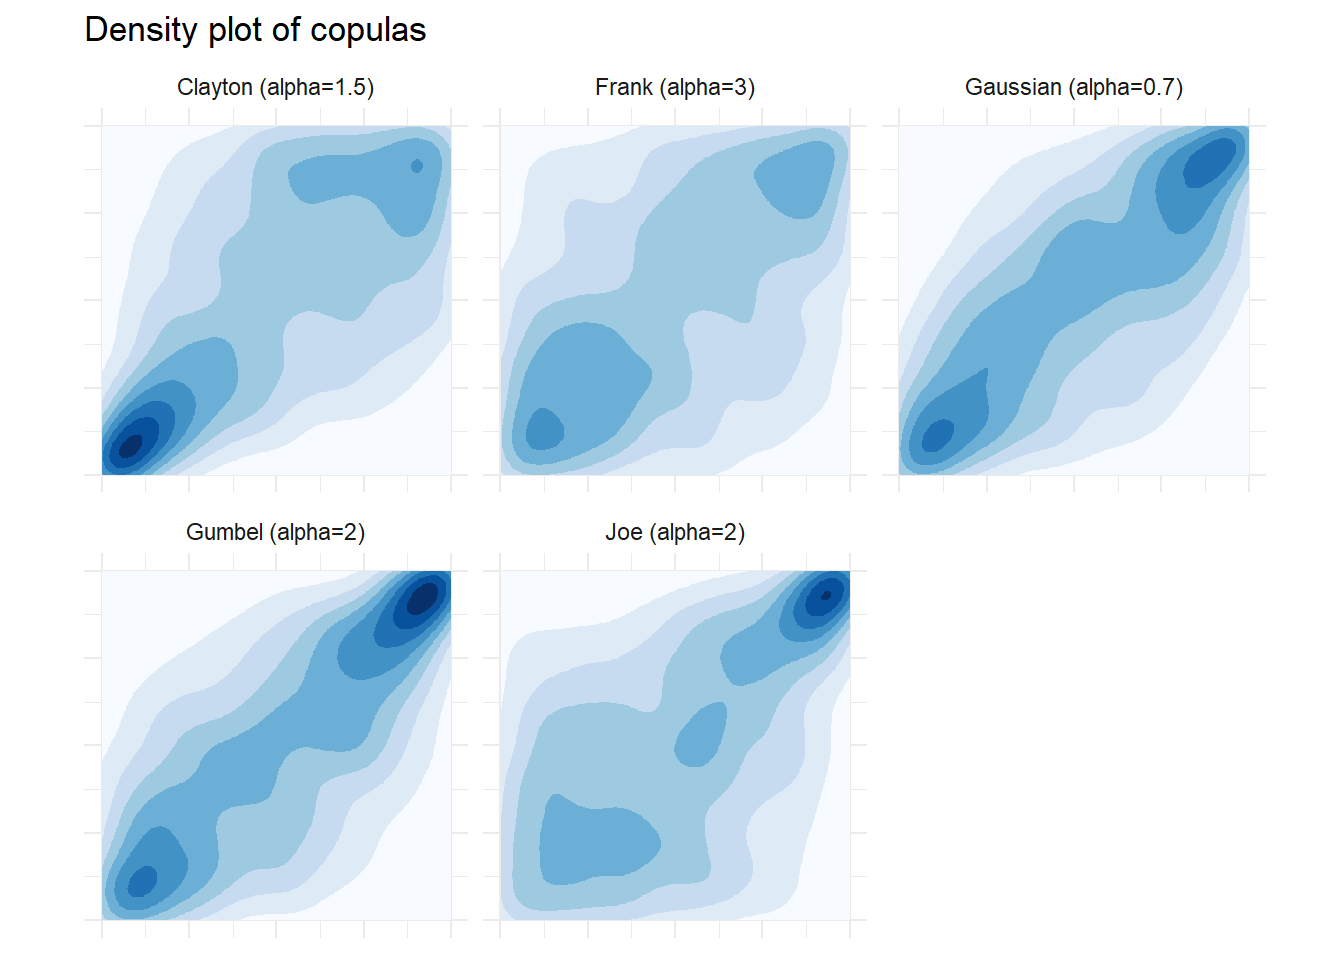 Density plot of copulas
Clayton (alpha=1.5)
Frank (alpha=3)
Gaussian (alpha=0.7)
Gumbel (alpha=2)
Joe (alpha=2)